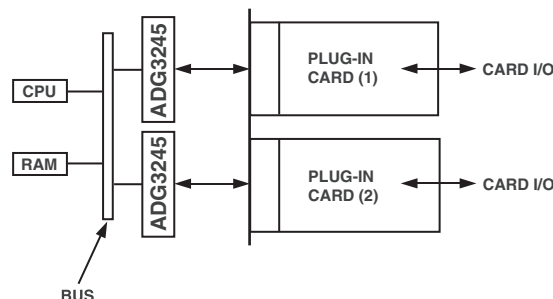 CPU
RAM
BUS
ADG3245
ADG3245
PLUG-IN
CARD (1)
CARD I/O
PLUG-IN
CARD (2)
CARD I/O